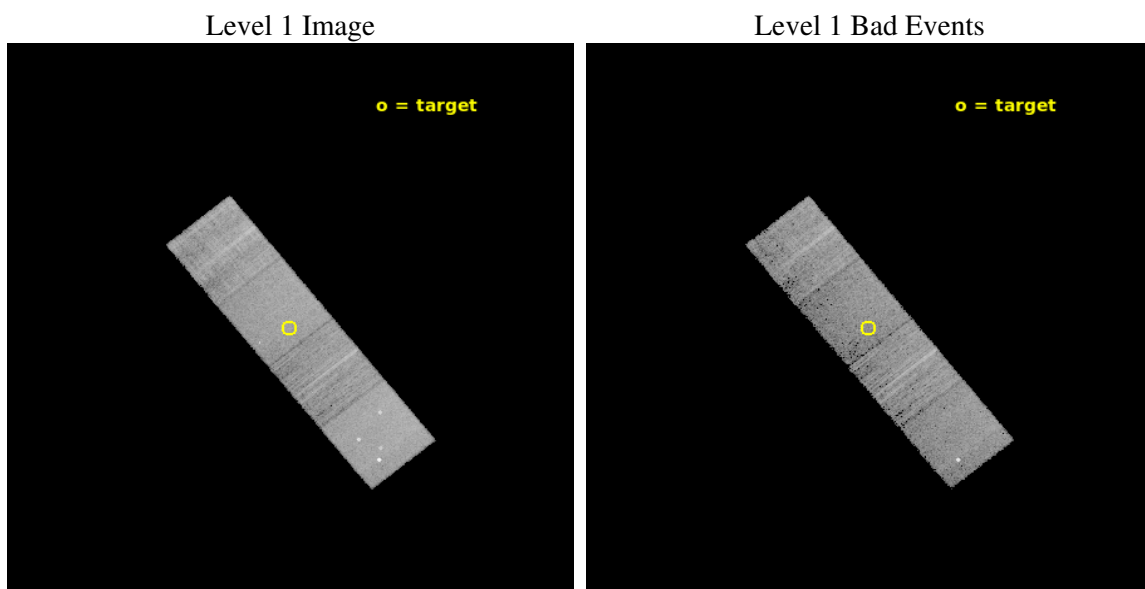 Level 1 Image
Level 1 Bad Events
o = target
o = target